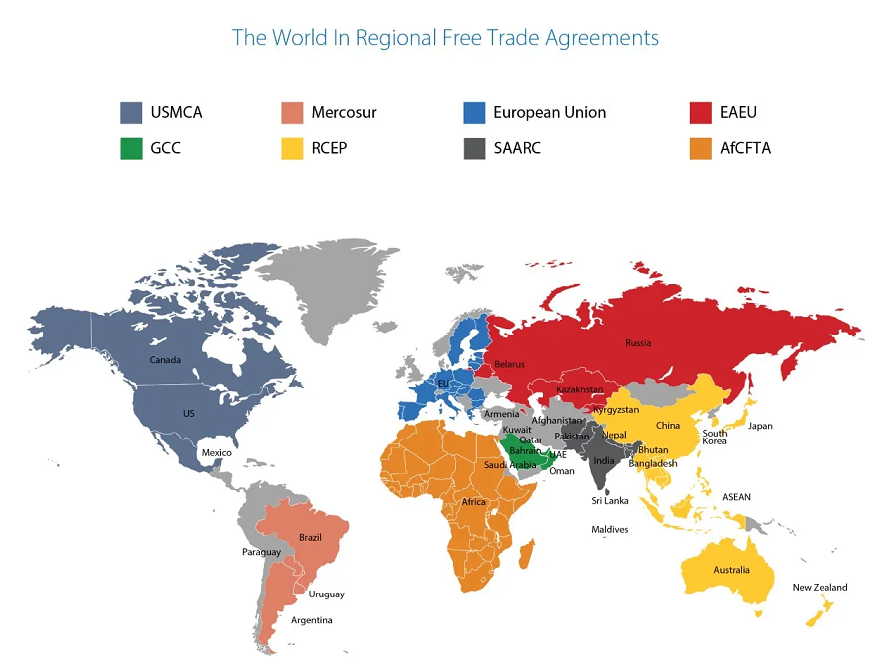 The World In Regional Free Trade Agreements
USMCA
Mercosur
European Union
EAEU
GCC
RCEP
SAARC
AfCFTA
Canada
US
Mexico
Brazil
Paraguay
Uruguay
Argentina
EU
Belarus
Russia
Kazakhstan
Kyrgyzstan
Armenia
Afghanistan
Kuwait
Qatar
Bahrain
UAE
Saudi Arabia
Oman
Pakistan
Nepal
India
Bhutan
Bangladesh
Sri Lanka
Maldives
China
South
Korea
Japan
ASEAN
Africa
Australia
New Zealand